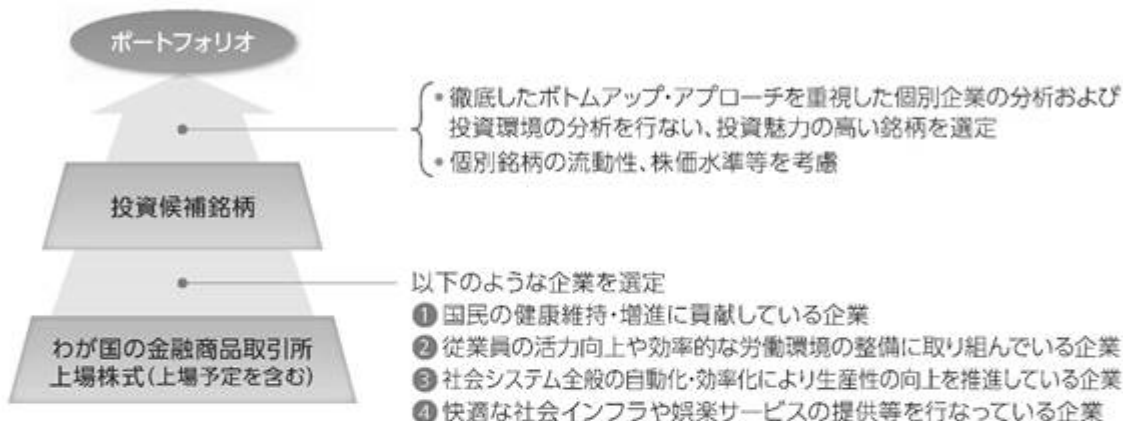 ポートフォリオ
• 徹底したボトムアップ・アプローチを重視した個別企業の分析および
投資環境の分析を行ない、投資魅力の高い銘柄を選定
• 個別銘柄の流動性、株価水準等を考慮
投資候補銘柄
以下のような企業を選定
❶ 国民の健康維持・増進に貢献している企業
❷ 従業員の活力向上や効率的な労働環境の整備に取り組んでいる企業
❸ 社会システム全般の自動化・効率化により生産性の向上を推進している企業
❹ 快適な社会インフラや娯楽サービスの提供等を行なっている企業
わが国の金融商品取引所
上場株式(上場予定を含む)